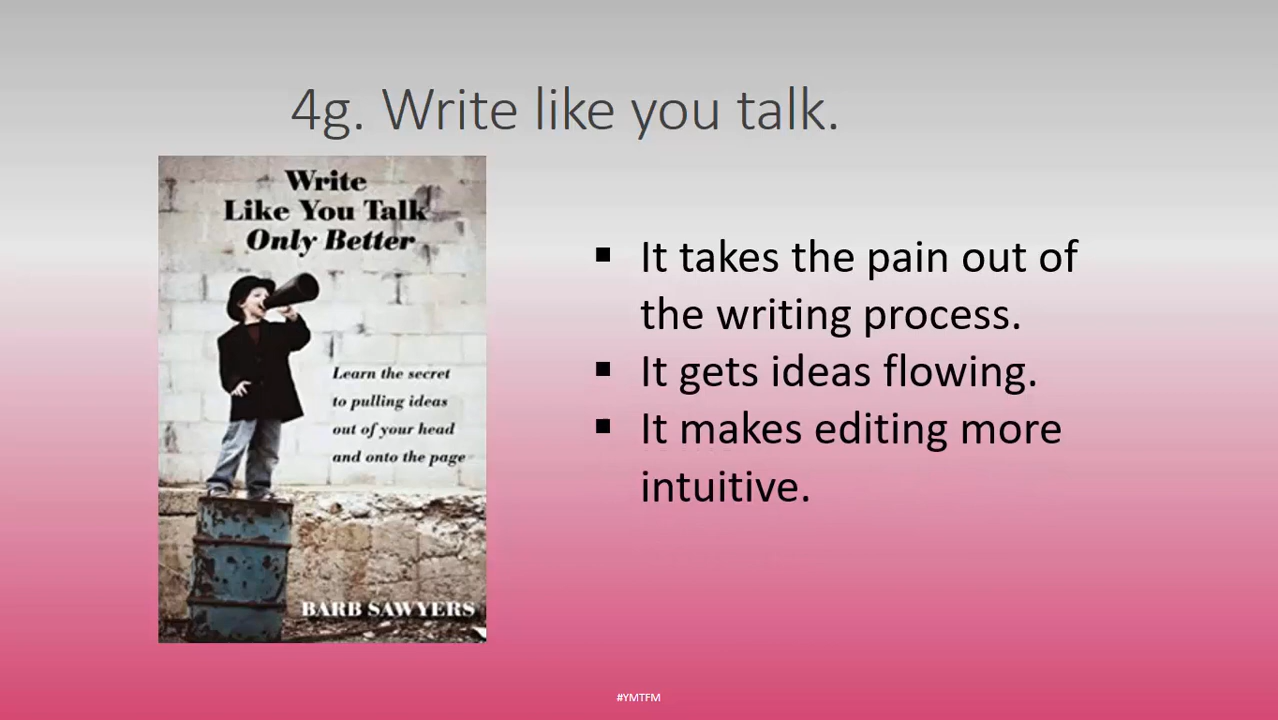 4g. Write like you talk.
Write
Like You Talk
Only Better
Learn the secret
to pulling ideas
out of your head
and onto the page
BARB SAWYERS
▪ It takes the pain out of
the writing process.
▪ It gets ideas flowing.
▪ It makes editing more
intuitive.
#YMTFM